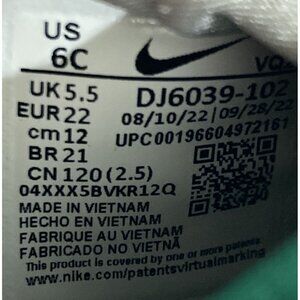 US
6C
VQ
UK 5.5
DJ6039-102
EUR 22
08/10/22 | 09/28/22
cm 12
UPC00196604972161
BR 21
CN 120 (2.5)
04XXX5BVKR12Q
MADE IN VIETNAM
HECHO EN VIETNAM
FABRIQUE AU VIETNAM
FABRICADO NO VIETNÃ
This product is covered by one or more patents.
www.nike.com/patentsvirtualmarking